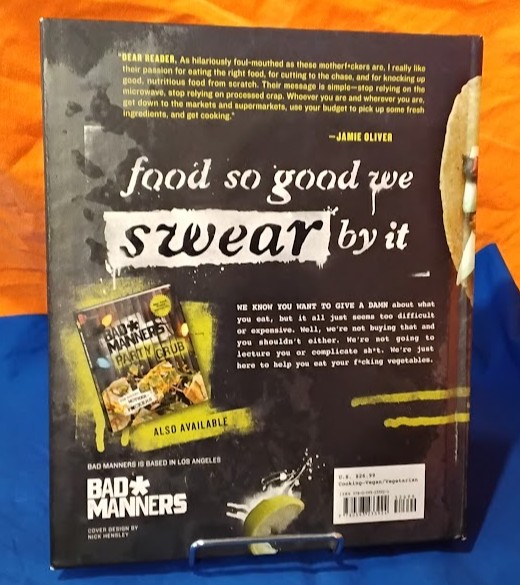 "DEAR READER, As hilariously foul-mouthed as these motherf*ckers are, I really like
their passion for eating the right food, for cutting to the chase, and for knocking up
good, nutritious food from scratch. Their message is simple—stop relying on the
microwave, stop relying on processed crap. Whoever you are and wherever you are,
get down to the markets and supermarkets, use your budget to pick up some fresh
ingredients, and get cooking."
—JAMIE OLIVER
food so good we
swear by it
WE KNOW YOU WANT TO GIVE A DAMN about what
you eat, but it all just seems too difficult
or expensive. Well, we're not buying that and
you shouldn't either. We're not going to
lecture you or complicate sh*t. We're just
here to help you eat your f*cking vegetables.
BAD*
MANNERS
PARTY GRUB
ALSO AVAILABLE
BAD MANNERS IS BASED IN LOS ANGELES
BAD*
MANNERS
COVER DESIGN BY
NICK HENSLEY
U.S.
Cooking-Vegan/Vegetarian
ISBN